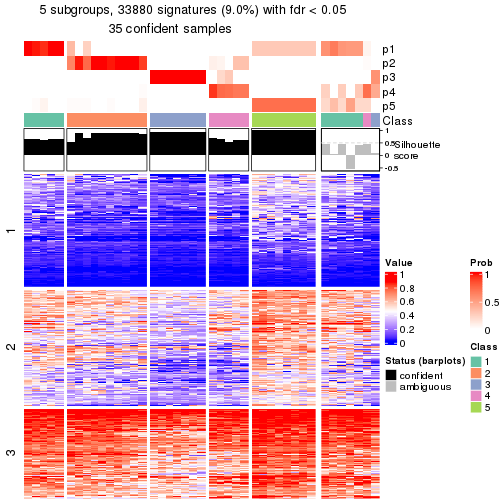 5 subgroups, 33880 signatures (9.0%) with fdr < 0.05
35 confident samples
p1
p2
p3
p4
p5
Class
1
0.5
0
-0.5
Silhouette
score
1
2
3
Value
1
0.8
0.6
0.4
0.2
0
Status (barplots)
confident
ambiguous
Prob
1
0.5
0
Class
1
2
3
4
5